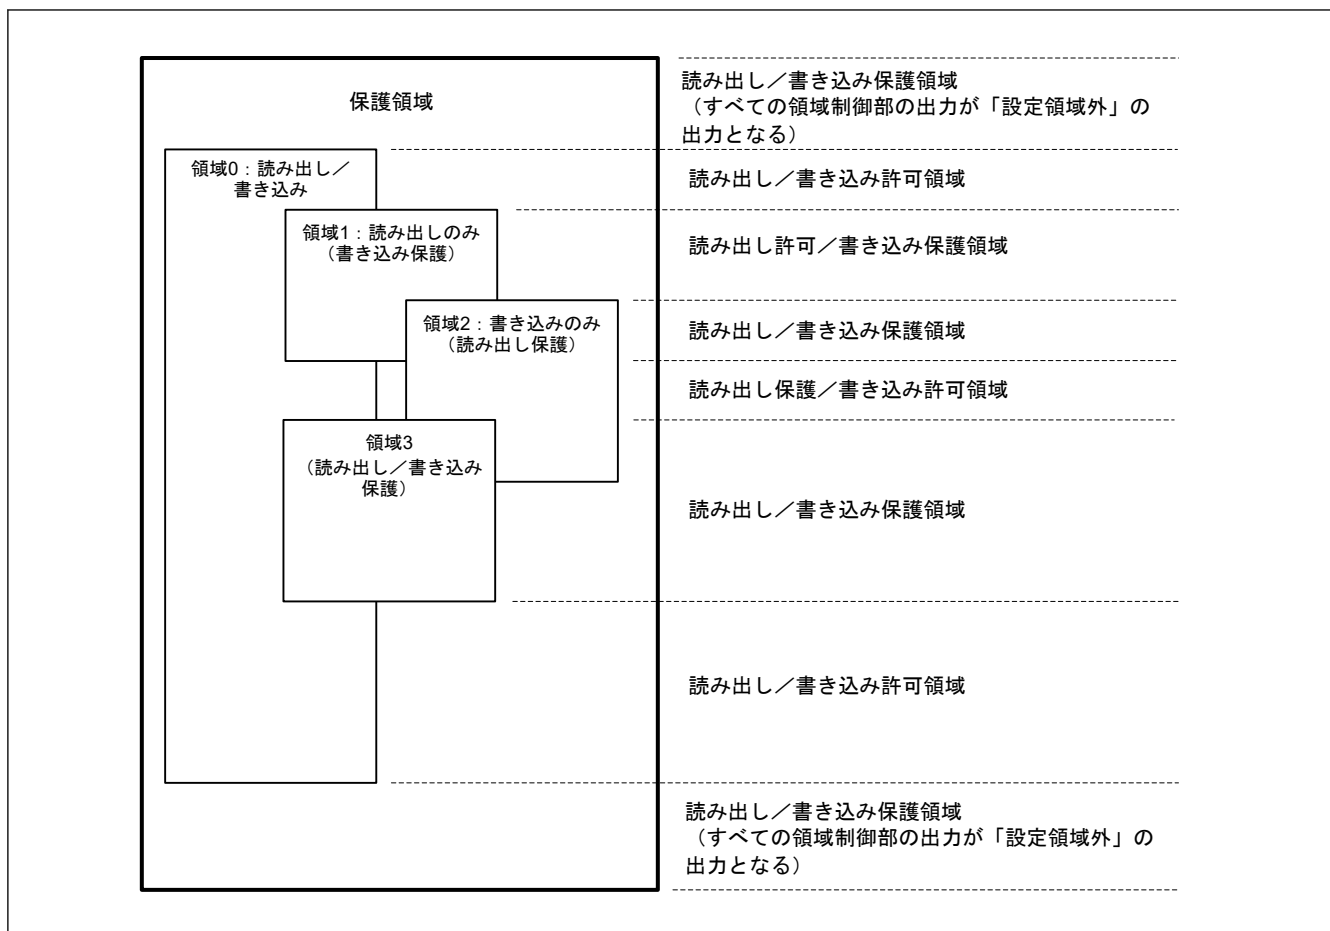 保護領域
領域0：読み出し／
書き込み
領域1：読み出しのみ
（書き込み保護）
領域2：書き込みのみ
（読み出し保護）
領域3
（読み出し／書き込み
保護）
読み出し／書き込み保護領域
（すべての領域制御部の出力が「設定領域外」の
出力となる）
読み出し／書き込み許可領域
読み出し許可／書き込み保護領域
読み出し／書き込み保護領域
読み出し保護／書き込み許可領域
読み出し／書き込み保護領域
読み出し／書き込み許可領域
読み出し／書き込み保護領域
（すべての領域制御部の出力が「設定領域外」の
出力となる）